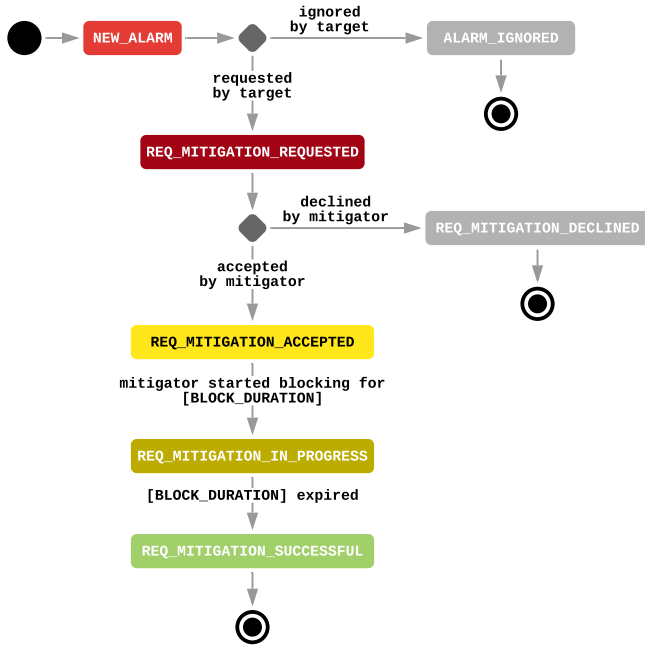 NEW_ALARM
ignored
by target
ALARM_IGNORED
requested
by target
REQ_MITIGATION_REQUESTED
declined
by mitigator
REQ_MITIGATION_DECLINED
accepted
by mitigator
REQ_MITIGATION_ACCEPTED
mitigator started blocking for
[BLOCK_DURATION]
REQ_MITIGATION_IN_PROGRESS
[BLOCK_DURATION] expired
REQ_MITIGATION_SUCCESSFUL